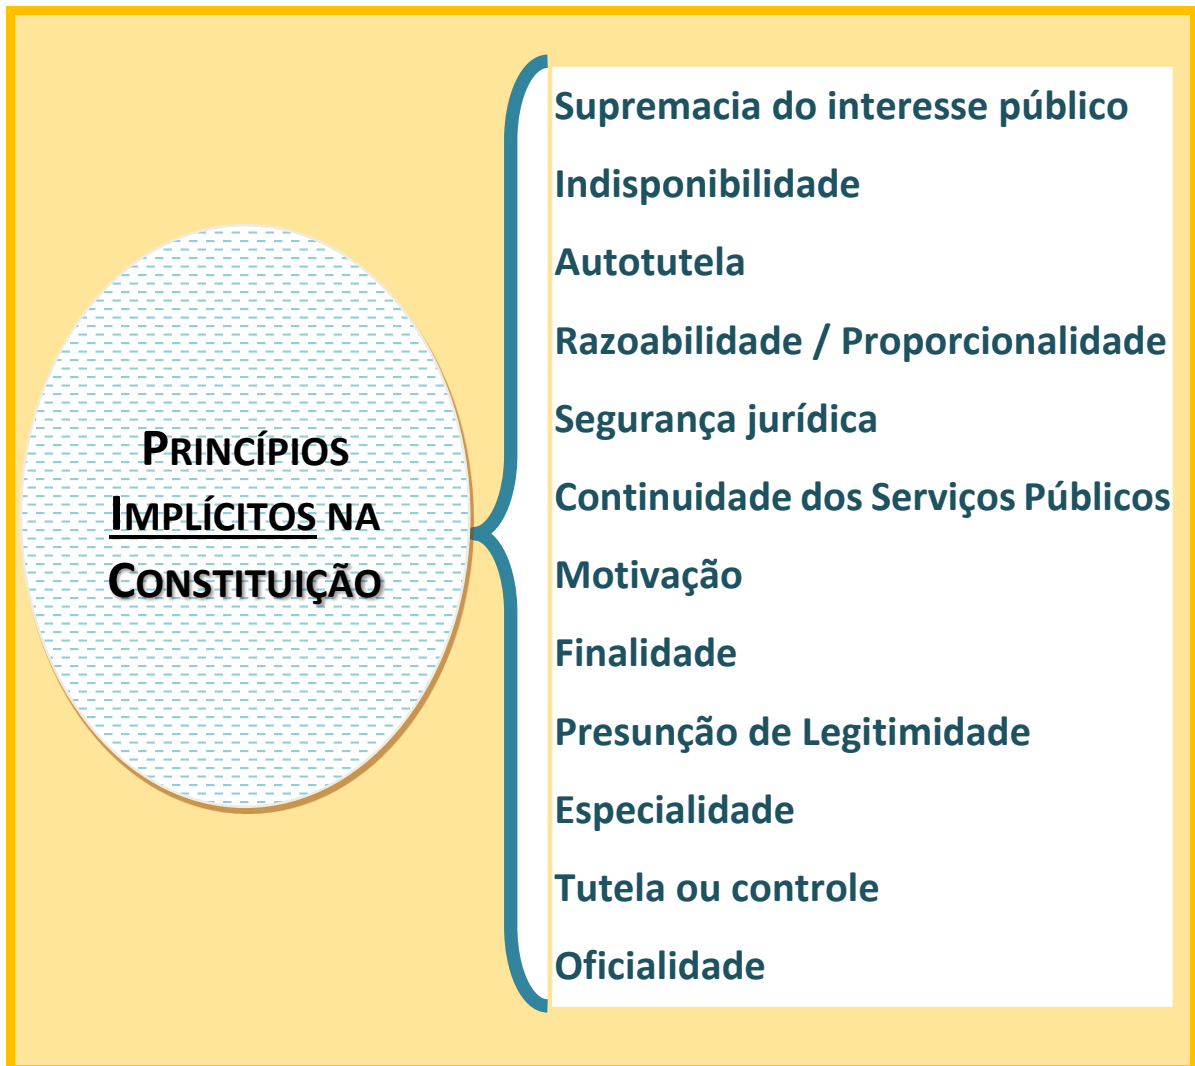 PRINCÍPIOS
IMPLÍCITOS NA
CONSTITUIÇÃO
Supremacia do interesse público
Indisponibilidade
Autotutela
Razoabilidade / Proporcionalidade
Segurança jurídica
Continuidade dos Serviços Públicos
Motivação
Finalidade
Presunção de Legitimidade
Especialidade
Tutela ou controle
Oficialidade